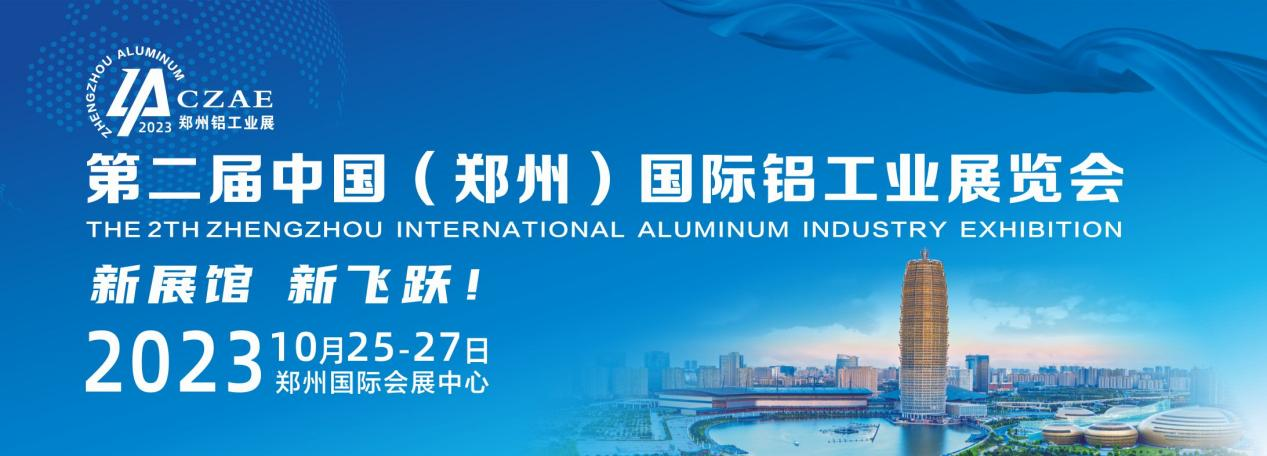 ZHENGZHOU ALUMINUM
CZAE
2023 郑州铝工业展
第二届中国（郑州）国际铝工业展览会
THE 2TH ZHENGZHOU INTERNATIONAL ALUMINUM INDUSTRY EXHIBITION
新展馆 新飞跃！
2023 10月25-27日
郑州国际会展中心